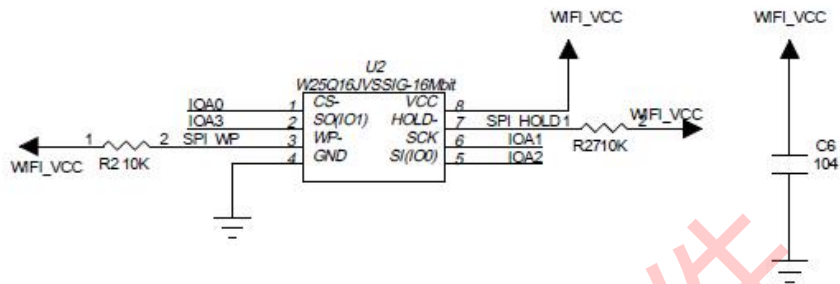 WIFI_VCC
WIFI_VCC
U2
W25Q16JVSSIG-16Mbit
IOA0 1 CS- VCC 8
IOA3 2 SO(IO1) HOLD- 7 SPI_HOLD 1 2 WIFI_VCC
1 2 SPI_WP 3 WP- SCK 6 IOA1 R27 10K
WIFI_VCC R2 10K 4 GND SI(IO0) 5 IOA2
C6
104